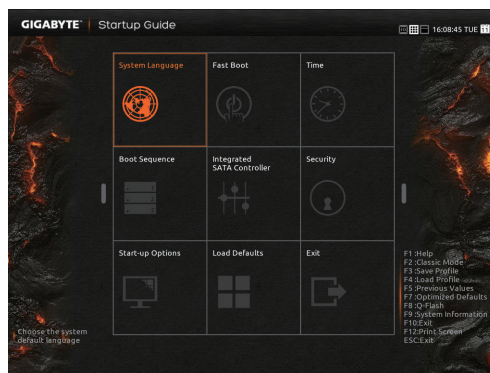 GIGABYTE™ Startup Guide
16:08:45 TUE 11
System Language
Fast Boot
Time
Boot Sequence
Integrated
SATA Controller
Security
Start-up Options
Load Defaults
Exit
F1 :Help
F2 :Classic Mode
F3 :Save Profile
F4 :Load Profile
F5 :Previous Values
F7 :Optimized Defaults
F8 :Q-Flash
F9 :System Information
F10:Exit
F12:Print Screen
ESC:Exit
Choose the system
default language